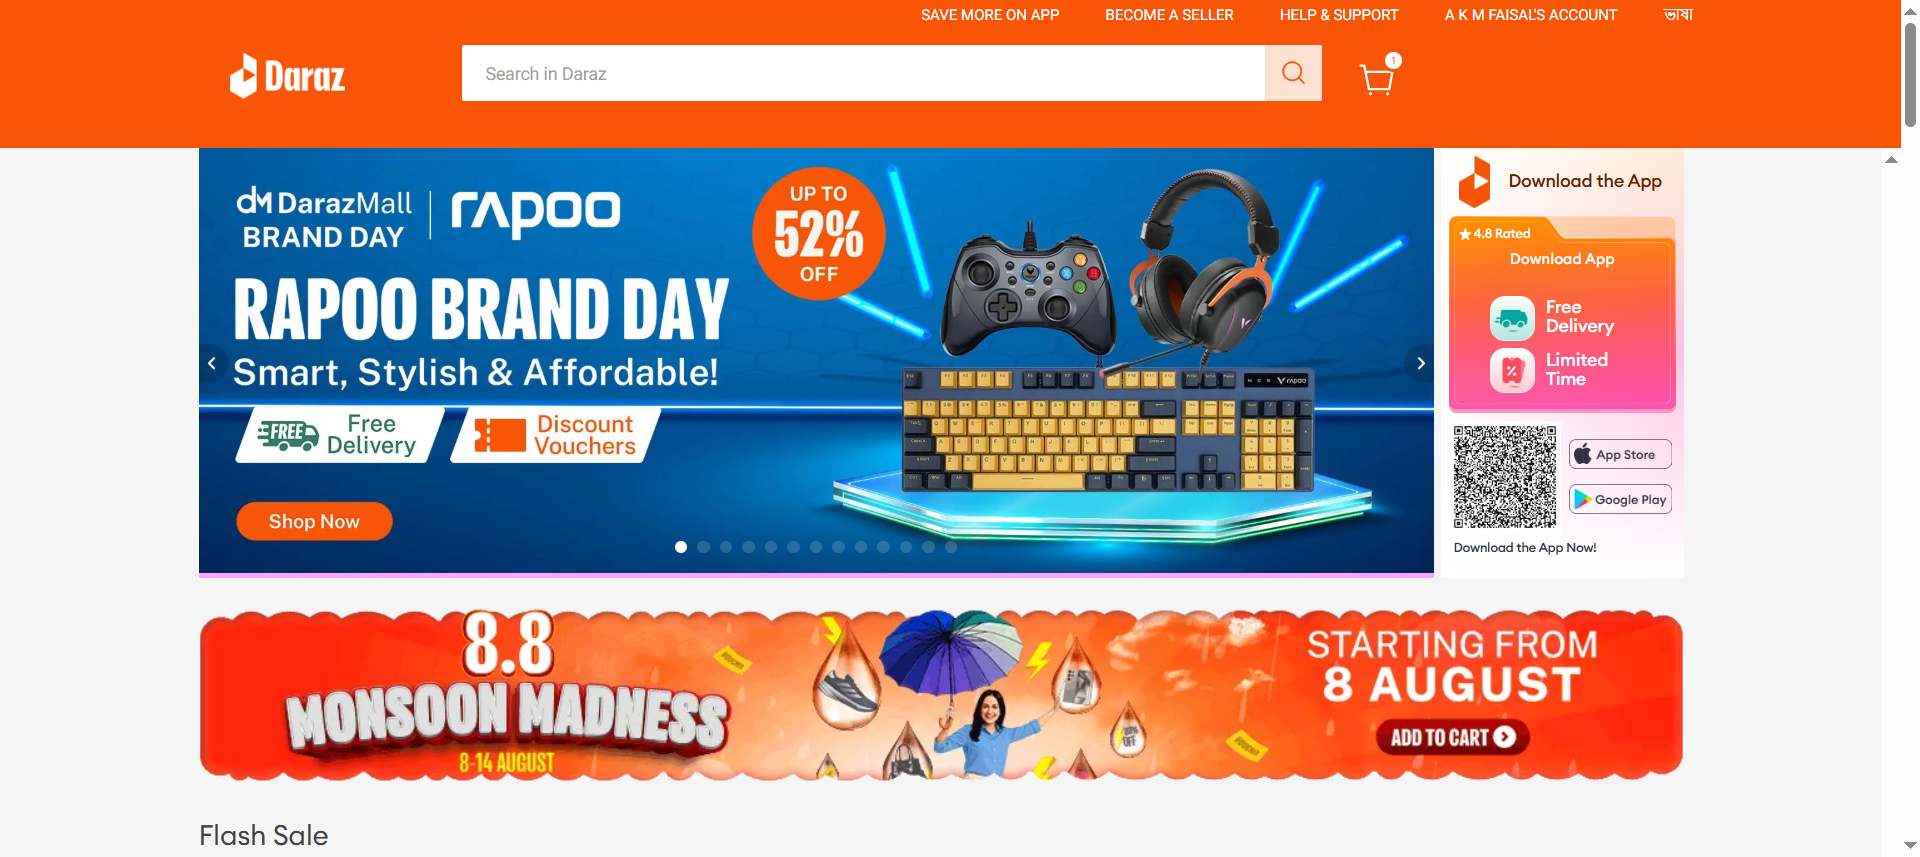 SAVE MORE ON APP
BECOME A SELLER
HELP & SUPPORT
A K M FAISAL'S ACCOUNT
ভাষা
Daraz
Search in Daraz
1
DarazMall
BRAND DAY
rapoo
UP TO
52%
OFF
RAPOO BRAND DAY
Smart, Stylish & Affordable!
FREE
Free
Delivery
Discount
Vouchers
Shop Now
rapoo
Download the App
4.8 Rated
Download App
Free
Delivery
Limited
Time
App Store
Google Play
Download the App Now!
8.8
MONSOON MADNESS
8-14 AUGUST
VOUCHER
VOUCHER
STARTING FROM
8 AUGUST
ADD TO CART
Flash Sale